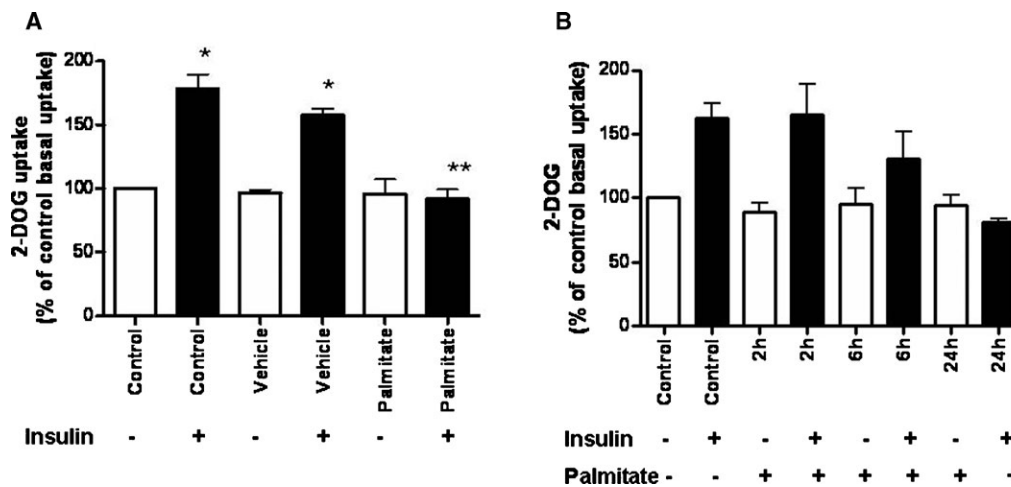 A
2-DOG uptake
(% of control basal uptake)
200
150
100
50
0
*
*
**
Control
Control
Vehicle
Vehicle
Palmitate
Palmitate
Insulin - + - + - +
B
2-DOG
(% of control basal uptake)
200
150
100
50
0
Control
Control
2h
2h
6h
6h
24h
24h
Insulin - + - + - + - +
Palmitate - - + + + + +